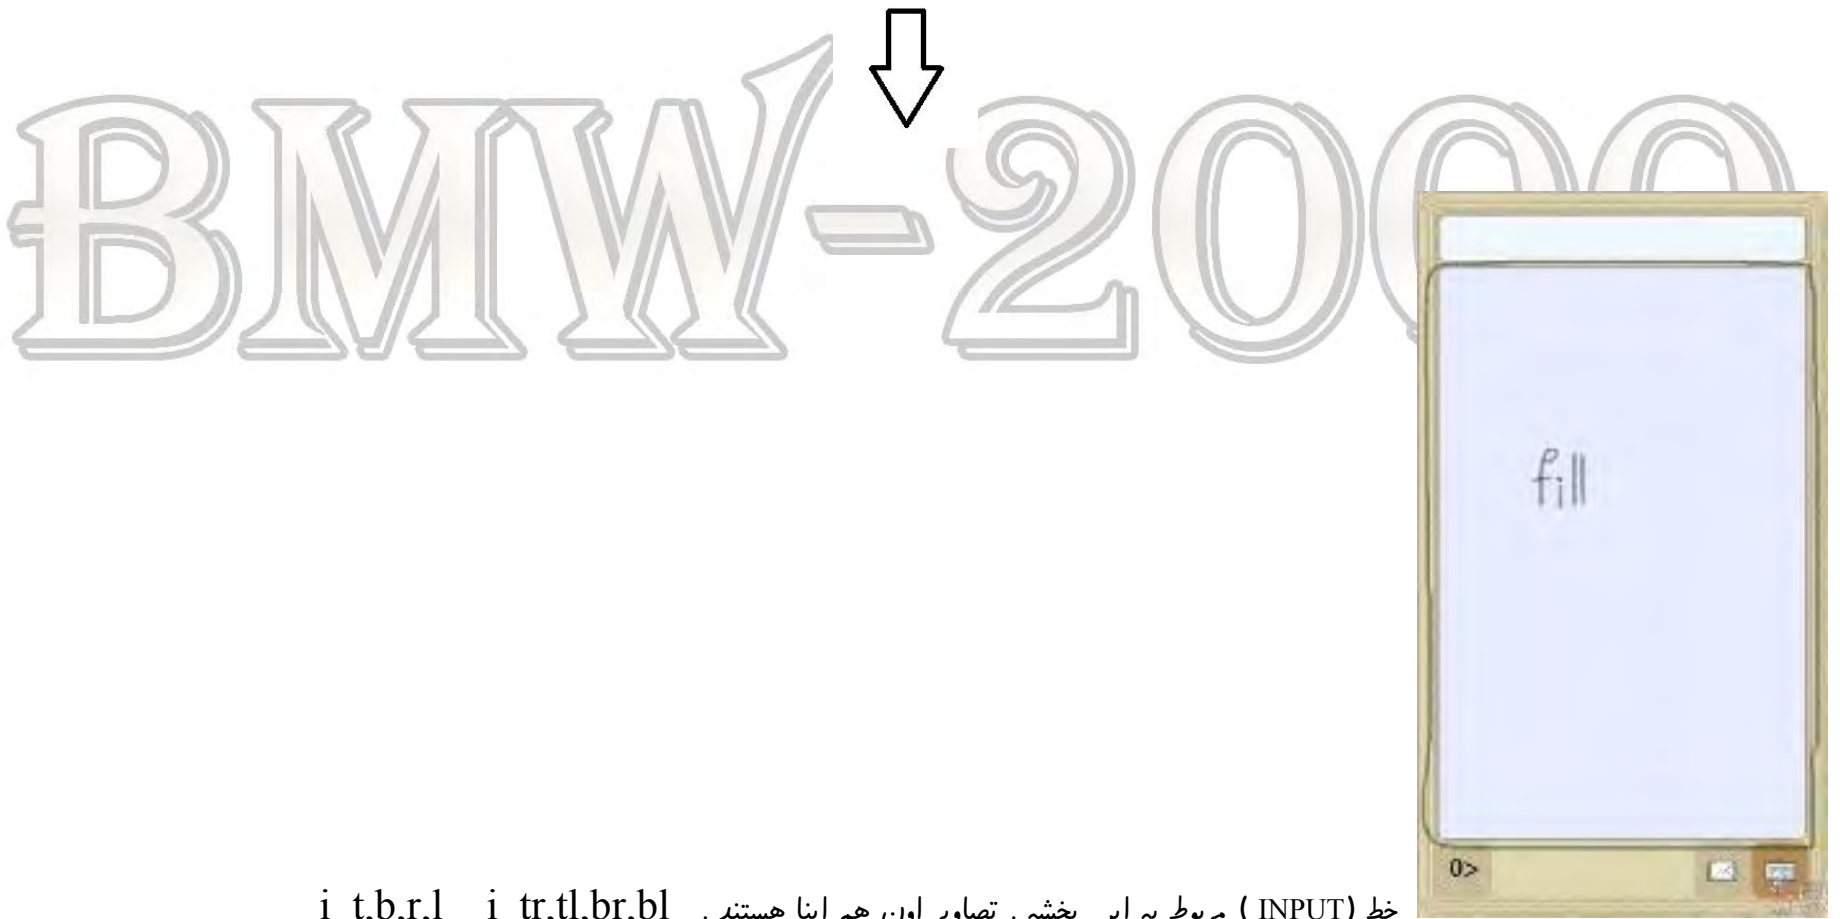 BMW-2000
fill
0>
خط (INPUT ) مربوط به این بخشه . تصاویر اون هم اینا هستند . i_t,b,r,l i_tr,tl,br,bl